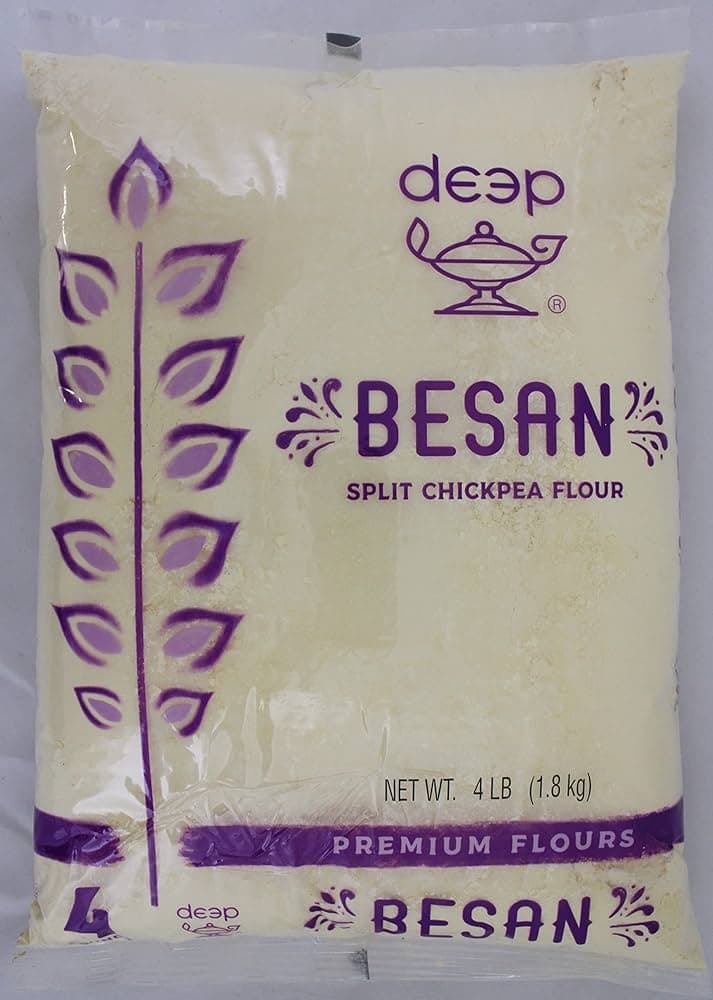 deep
®
BESAN
SPLIT CHICKPEA FLOUR
NET WT. 4 LB (1.8 kg)
PREMIUM FLOURS
4
deep
BESAN